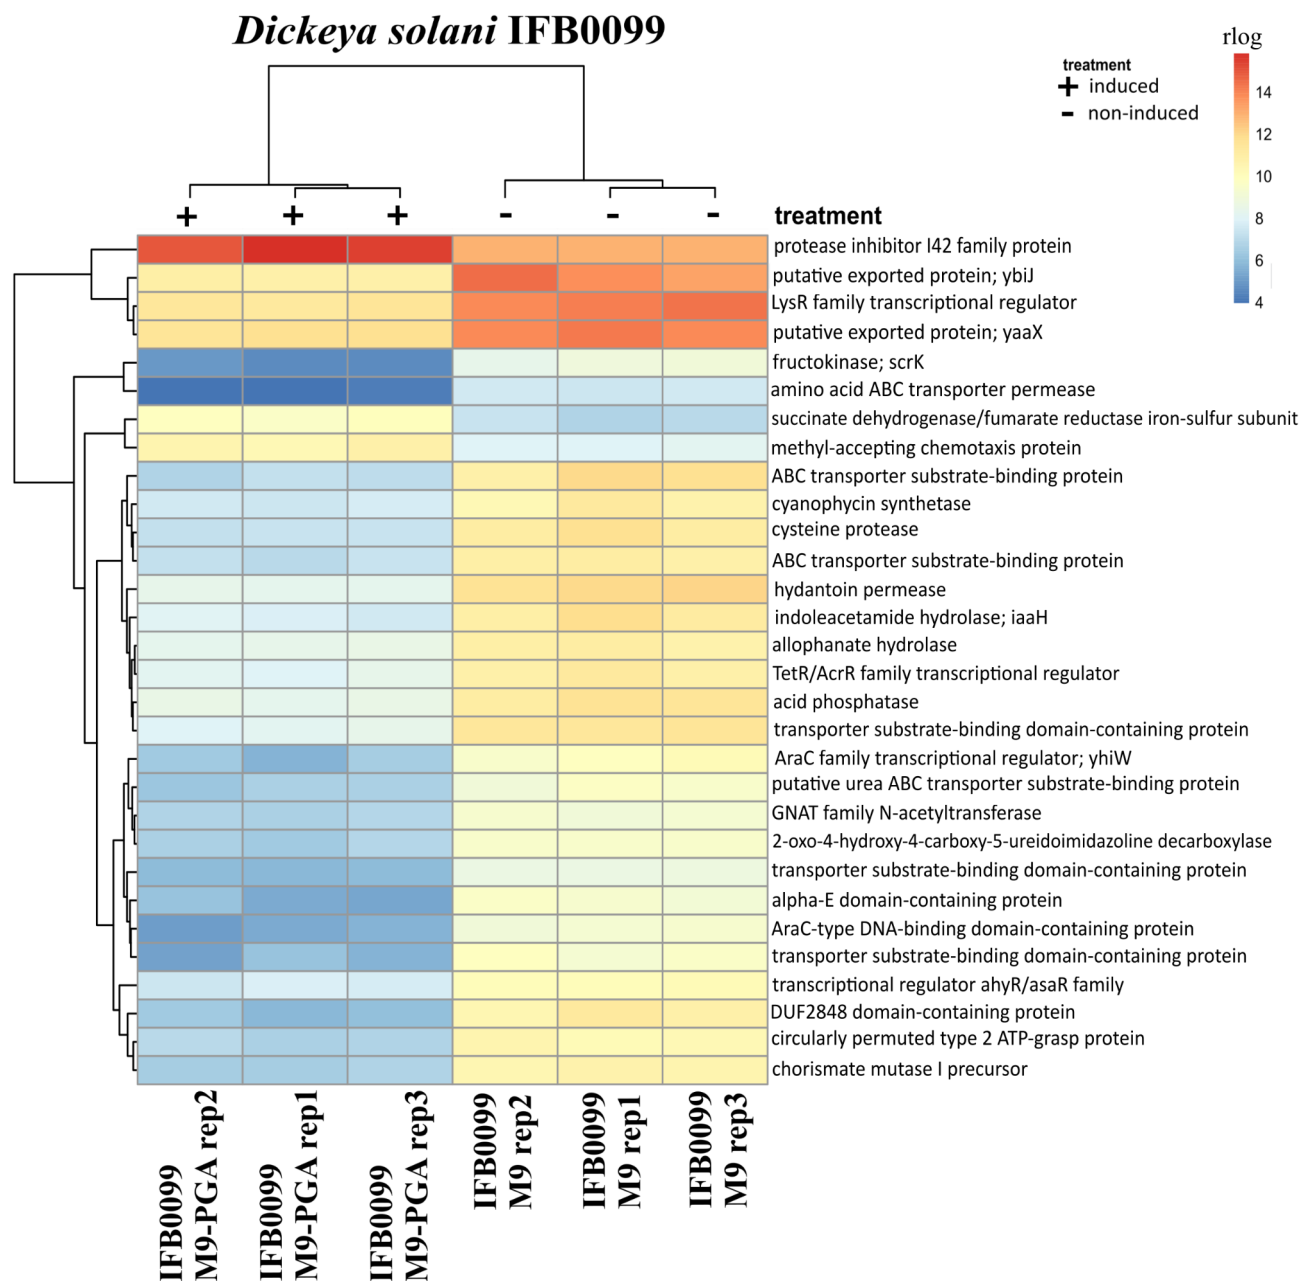 Dickeya solani IFB0099
rlog
treatment
+ induced
- non-induced
14
12
10
8
6
4
+ + + - - -
treatment
protease inhibitor I42 family protein
putative exported protein; ybiJ
LysR family transcriptional regulator
putative exported protein; yaaX
fructokinase; scrK
amino acid ABC transporter permease
succinate dehydrogenase/fumarate reductase iron-sulfur subunit
methyl-accepting chemotaxis protein
ABC transporter substrate-binding protein
cyanophycin synthetase
cysteine protease
ABC transporter substrate-binding protein
hydantoin permease
indoleacetamide hydrolase; iaaH
allophanate hydrolase
TetR/AcrR family transcriptional regulator
acid phosphatase
transporter substrate-binding domain-containing protein
AraC family transcriptional regulator; yhiW
putative urea ABC transporter substrate-binding protein
GNAT family N-acetyltransferase
2-oxo-4-hydroxy-4-carboxy-5-ureidoimidazoline decarboxylase
transporter substrate-binding domain-containing protein
alpha-E domain-containing protein
AraC-type DNA-binding domain-containing protein
transporter substrate-binding domain-containing protein
transcriptional regulator ahyR/asaR family
DUF2848 domain-containing protein
circularly permuted type 2 ATP-grasp protein
chorismate mutase I precursor
IFB0099
M9-PGA rep2
IFB0099
M9-PGA rep1
IFB0099
M9-PGA rep3
IFB0099
M9 rep2
IFB0099
M9 rep1
IFB0099
M9 rep3